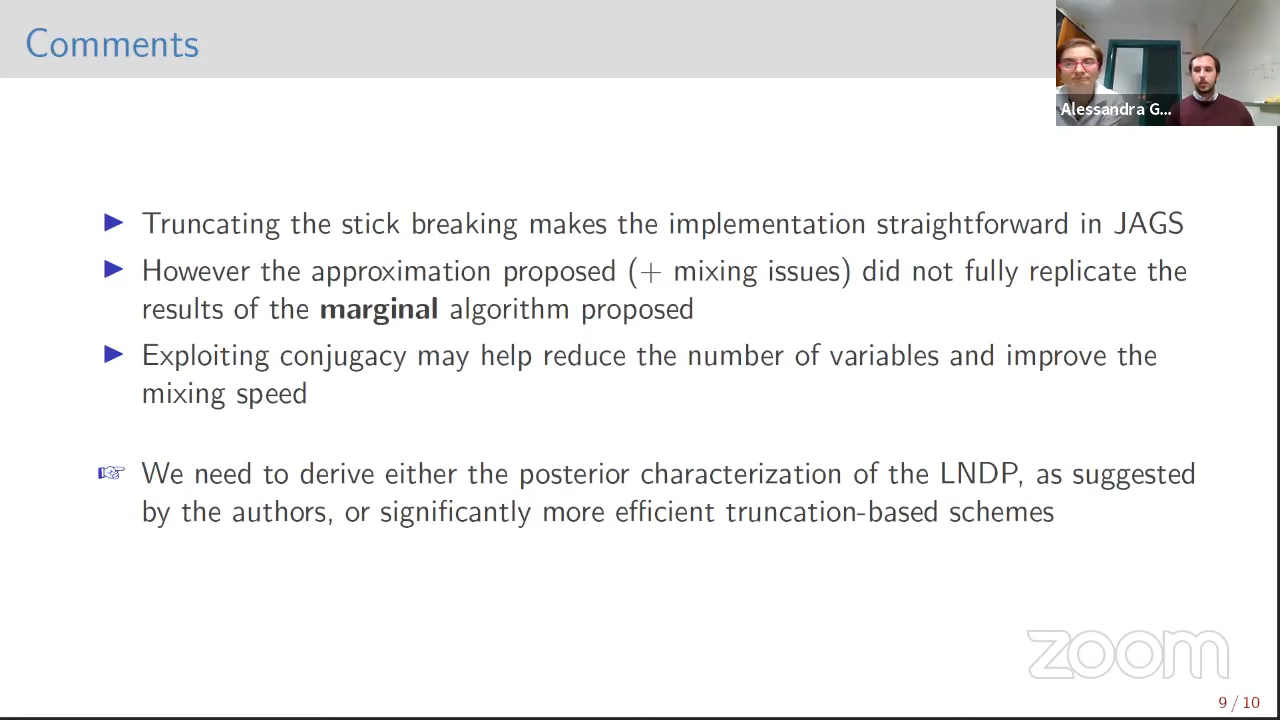 Comments
Alessandra G...
▶ Truncating the stick breaking makes the implementation straightforward in JAGS
▶ However the approximation proposed (+ mixing issues) did not fully replicate the
results of the marginal algorithm proposed
▶ Exploiting conjugacy may help reduce the number of variables and improve the
mixing speed
☞ We need to derive either the posterior characterization of the LNDP, as suggested
by the authors, or significantly more efficient truncation-based schemes
zoom
9 / 10